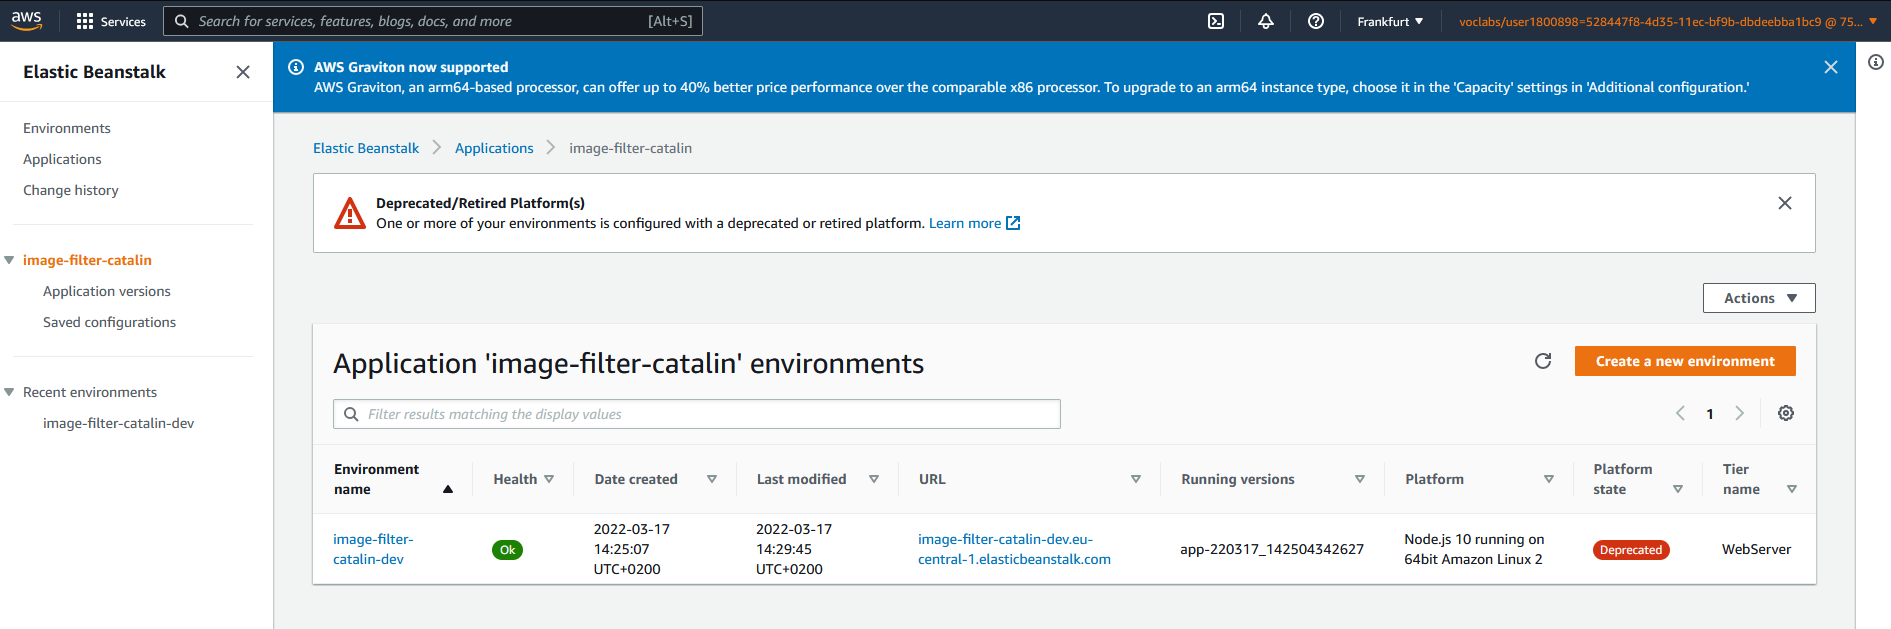 aws
Services
Search for services, features, blogs, docs, and more
[Alt+S]
Frankfurt
voclabs/user1800898=528447f8-4d35-11ec-bf9b-dbdeebba1bc9 @ 75...
Elastic Beanstalk
Environments
Applications
Change history
image-filter-catalin
Application versions
Saved configurations
Recent environments
image-filter-catalin-dev
AWS Graviton now supported
AWS Graviton, an arm64-based processor, can offer up to 40% better price performance over the comparable x86 processor. To upgrade to an arm64 instance type, choose it in the 'Capacity' settings in 'Additional configuration.'
Elastic Beanstalk
Applications
image-filter-catalin
Deprecated/Retired Platform(s)
One or more of your environments is configured with a deprecated or retired platform. Learn more
Actions
Application 'image-filter-catalin' environments
Create a new environment
Filter results matching the display values
1
Environment
name
Health
Date created
Last modified
URL
Running versions
Platform
Platform
state
Tier
name
image-filter-
catalin-dev
Ok
2022-03-17
14:25:07
UTC+0200
2022-03-17
14:29:45
UTC+0200
image-filter-catalin-dev.eu-
central-1.elasticbeanstalk.com
app-220317_142504342627
Node.js 10 running on
64bit Amazon Linux 2
Deprecated
WebServer